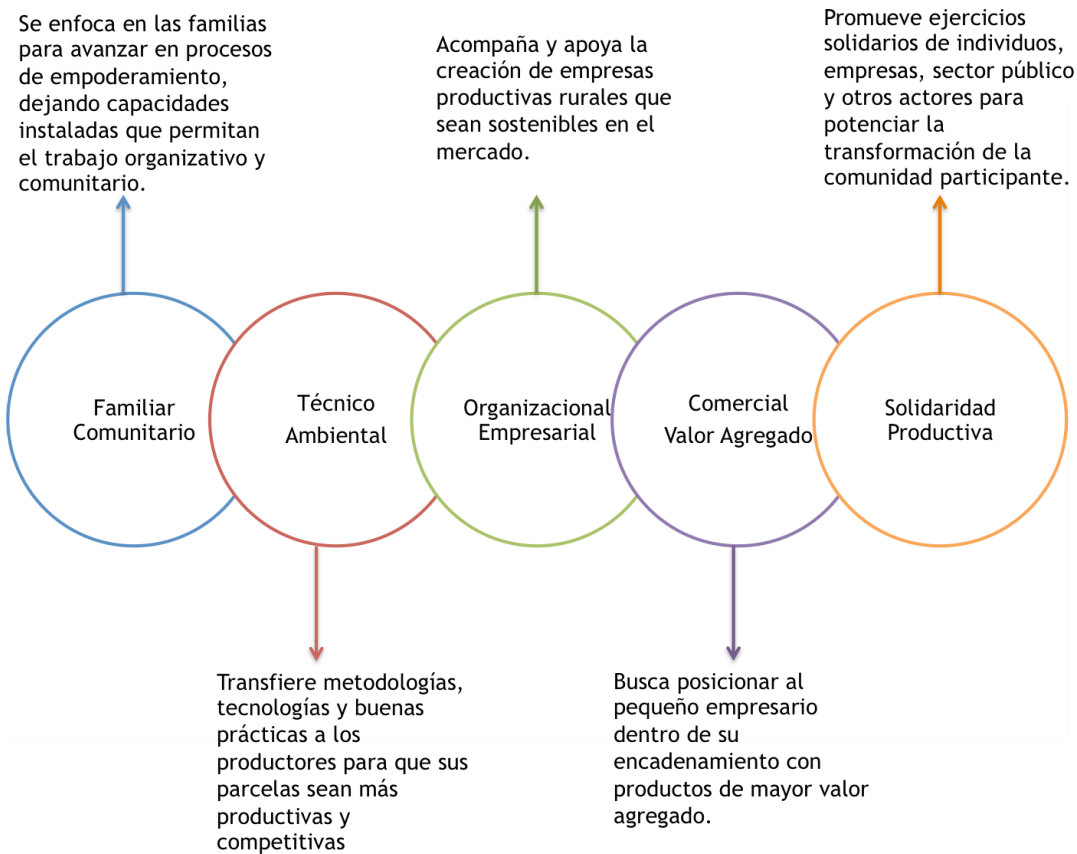 Se enfoca en las familias
para avanzar en procesos
de empoderamiento,
dejando capacidades
instaladas que permitan
el trabajo organizativo y
comunitario.
Acompaña y apoya la
creación de empresas
productivas rurales que
sean sostenibles en el
mercado.
Promueve ejercicios
solidarios de individuos,
empresas, sector público
y otros actores para
potenciar la
transformación de la
comunidad participante.
Familiar
Comunitario
Técnico
Ambiental
Organizacional
Empresarial
Comercial
Valor Agregado
Solidaridad
Productiva
Transfiere metodologías,
tecnologías y buenas
prácticas a los
productores para que sus
parcelas sean más
productivas y
competitivas
Busca posicionar al
pequeño empresario
dentro de su
encadenamiento con
productos de mayor valor
agregado.